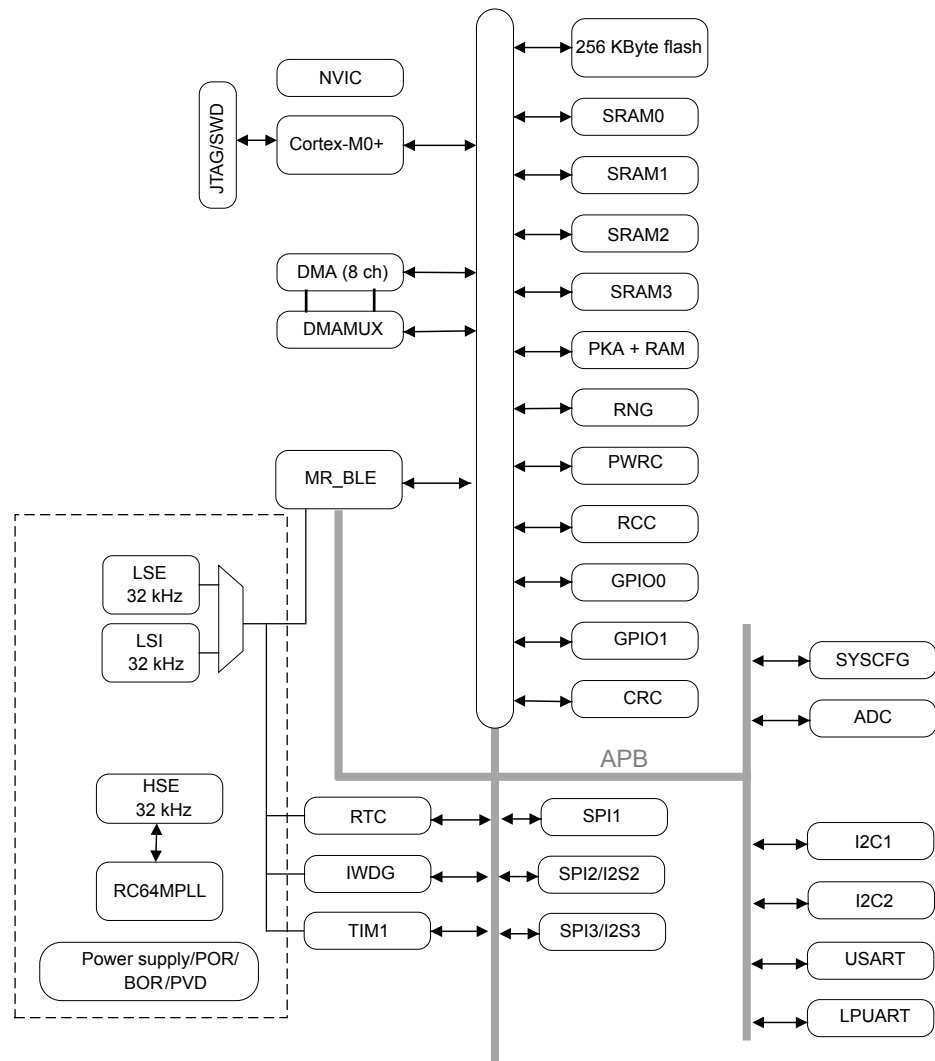 256 KByte flash
NVIC
JTAG/SWD
Cortex-M0+
SRAM0
SRAM1
SRAM2
DMA (8 ch)
SRAM3
DMAMUX
PKA + RAM
RNG
MR_BLE
PWRC
RCC
LSE
32 kHz
GPIO0
LSI
32 kHz
GPIO1
SYSCFG
CRC
ADC
APB
HSE
32 kHz
RTC
SPI1
I2C1
RC64MPLL
IWDG
SPI2/I2S2
I2C2
TIM1
SPI3/I2S3
Power supply/POR/
BOR/PVD
USART
LPUART